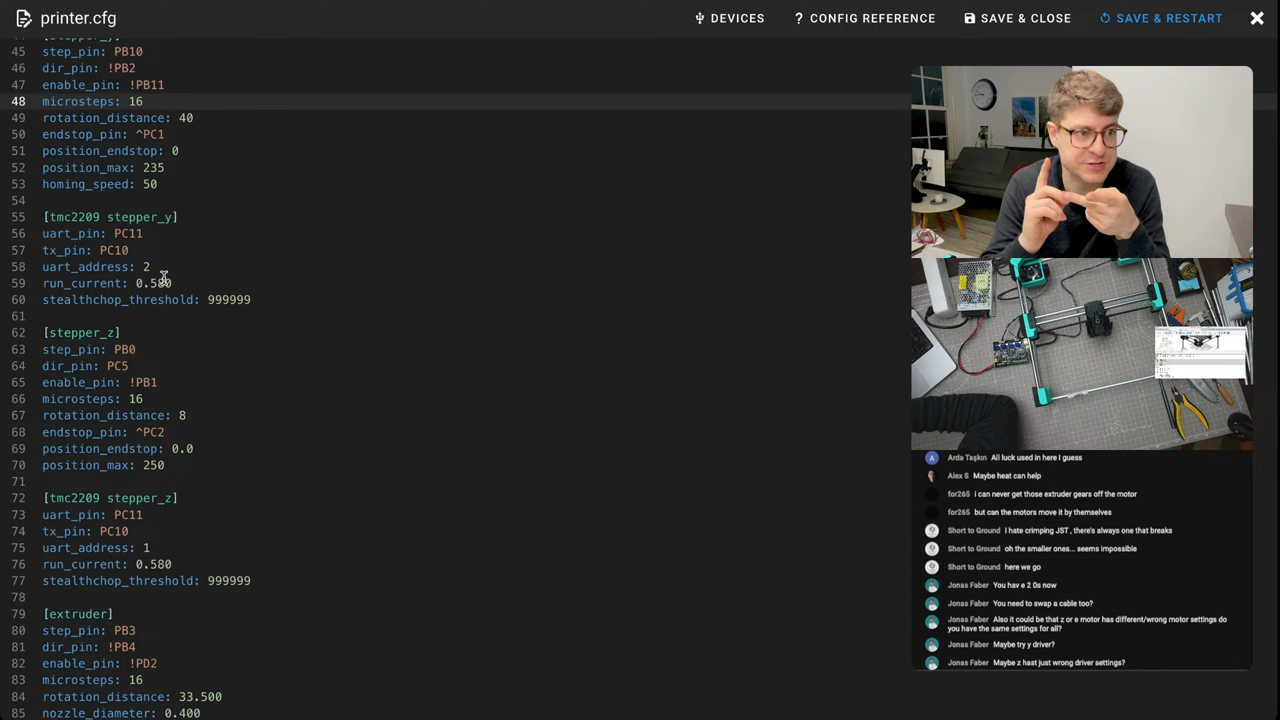 printer.cfg
DEVICES
? CONFIG REFERENCE
SAVE & CLOSE
SAVE & RESTART
44 [stepper_y]
45 step_pin: PB10
46 dir_pin: !PB2
47 enable_pin: !PB11
48 microsteps: 16
49 rotation_distance: 40
50 endstop_pin: ^PC1
51 position_endstop: 0
52 position_max: 235
53 homing_speed: 50
54
55 [tmc2209 stepper_y]
56 uart_pin: PC11
57 tx_pin: PC10
58 uart_address: 2
59 run_current: 0.580
60 stealthchop_threshold: 999999
61
62 [stepper_z]
63 step_pin: PB0
64 dir_pin: PC5
65 enable_pin: !PB1
66 microsteps: 16
67 rotation_distance: 8
68 endstop_pin: ^PC2
69 position_endstop: 0.0
70 position_max: 250
71
72 [tmc2209 stepper_z]
73 uart_pin: PC11
74 tx_pin: PC10
75 uart_address: 1
76 run_current: 0.580
77 stealthchop_threshold: 999999
78
79 [extruder]
80 step_pin: PB3
81 dir_pin: !PB4
82 enable_pin: !PD2
83 microsteps: 16
84 rotation_distance: 33.500
85 nozzle_diameter: 0.400
A Arda Taşkın All luck used in here I guess
Alex S Maybe heat can help
for265 i can never get those extruder gears off the motor
for265 but can the motors move it by themselves
Short to Ground I hate crimping JST , there's always one that breaks
Short to Ground oh the smaller ones... seems impossible
Short to Ground here we go
Jonas Faber You hav e 2 0s now
Jonas Faber You need to swap a cable too?
Jonas Faber Also it could be that z or e motor has different/wrong motor settings do
you have the same settings for all?
Jonas Faber Maybe try y driver?
Jonas Faber Maybe z hast just wrong driver settings?